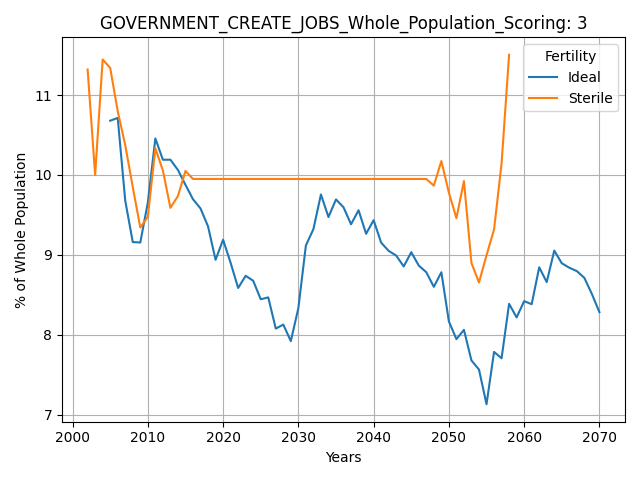 GOVERNMENT_CREATE_JOBS_Whole_Population_Scoring: 3
Fertility
Ideal
Sterile
% of Whole Population
11
10
9
8
7
2000 2010 2020 2030 2040 2050 2060 2070
Years